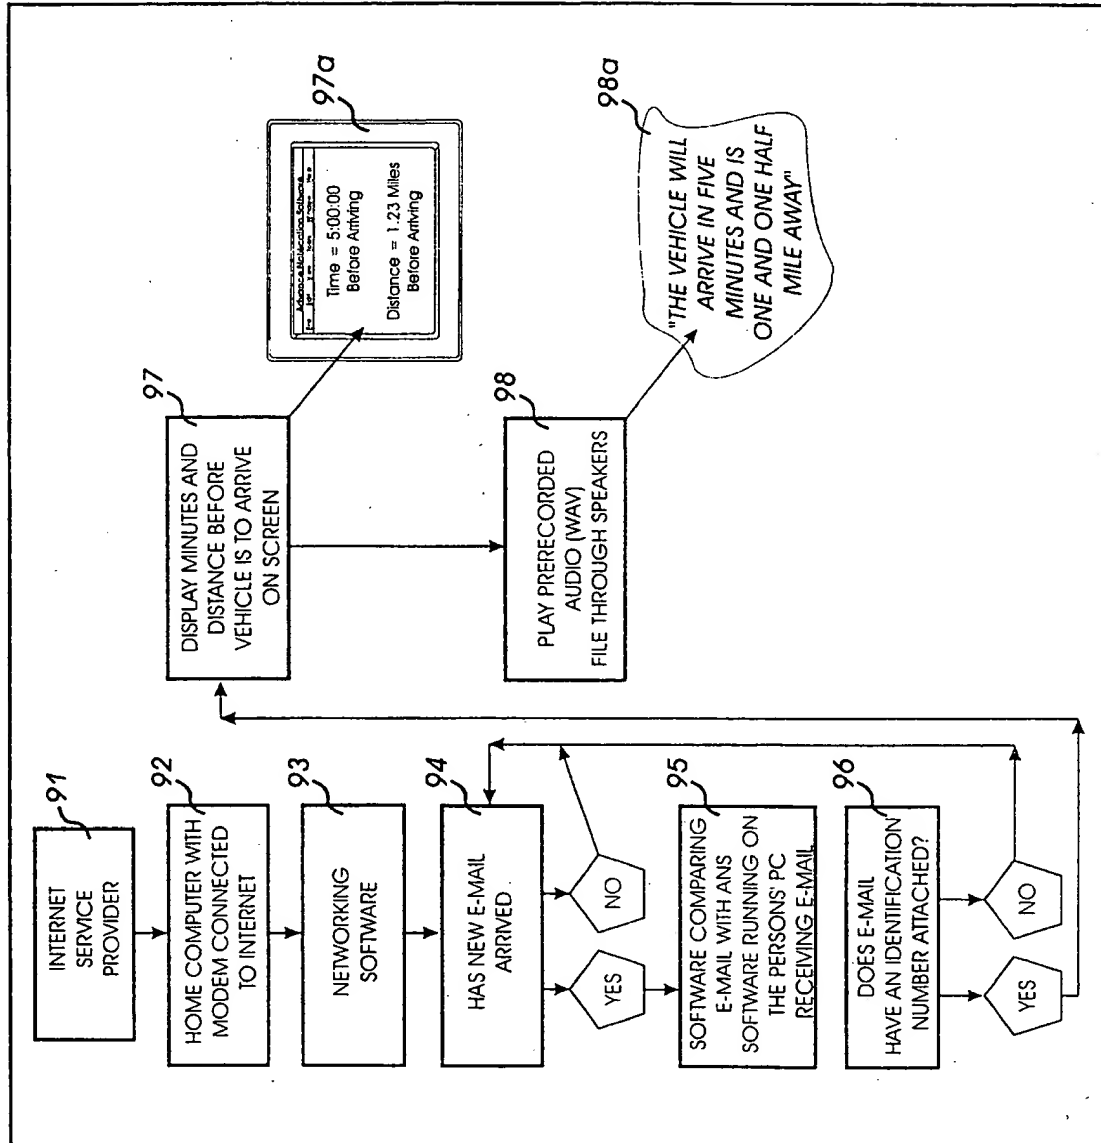 91
INTERNET
SERVICE
PROVIDER
92
HOME COMPUTER WITH
MODEM CONNECTED
TO INTERNET
93
NETWORKING
SOFTWARE
94
HAS NEW E-MAIL
ARRIVED
YES
NO
95
SOFTWARE COMPARING
E-MAIL WITH ANS
SOFTWARE RUNNING ON
THE PERSONS' PC
RECEIVING E-MAIL
96
DOES E-MAIL
HAVE AN IDENTIFICATION
NUMBER ATTACHED?
YES
NO
97
DISPLAY MINUTES AND
DISTANCE BEFORE
VEHICLE IS TO ARRIVE
ON SCREEN
97a
Advance Notification Software
Time = 5:00:00
Before Arriving
Distance = 1.23 Miles
Before Arriving
98
PLAY PRERECORDED
AUDIO (WAV)
FILE THROUGH SPEAKERS
98a
"THE VEHICLE WILL
ARRIVE IN FIVE
MINUTES AND IS
ONE AND ONE HALF
MILE AWAY"